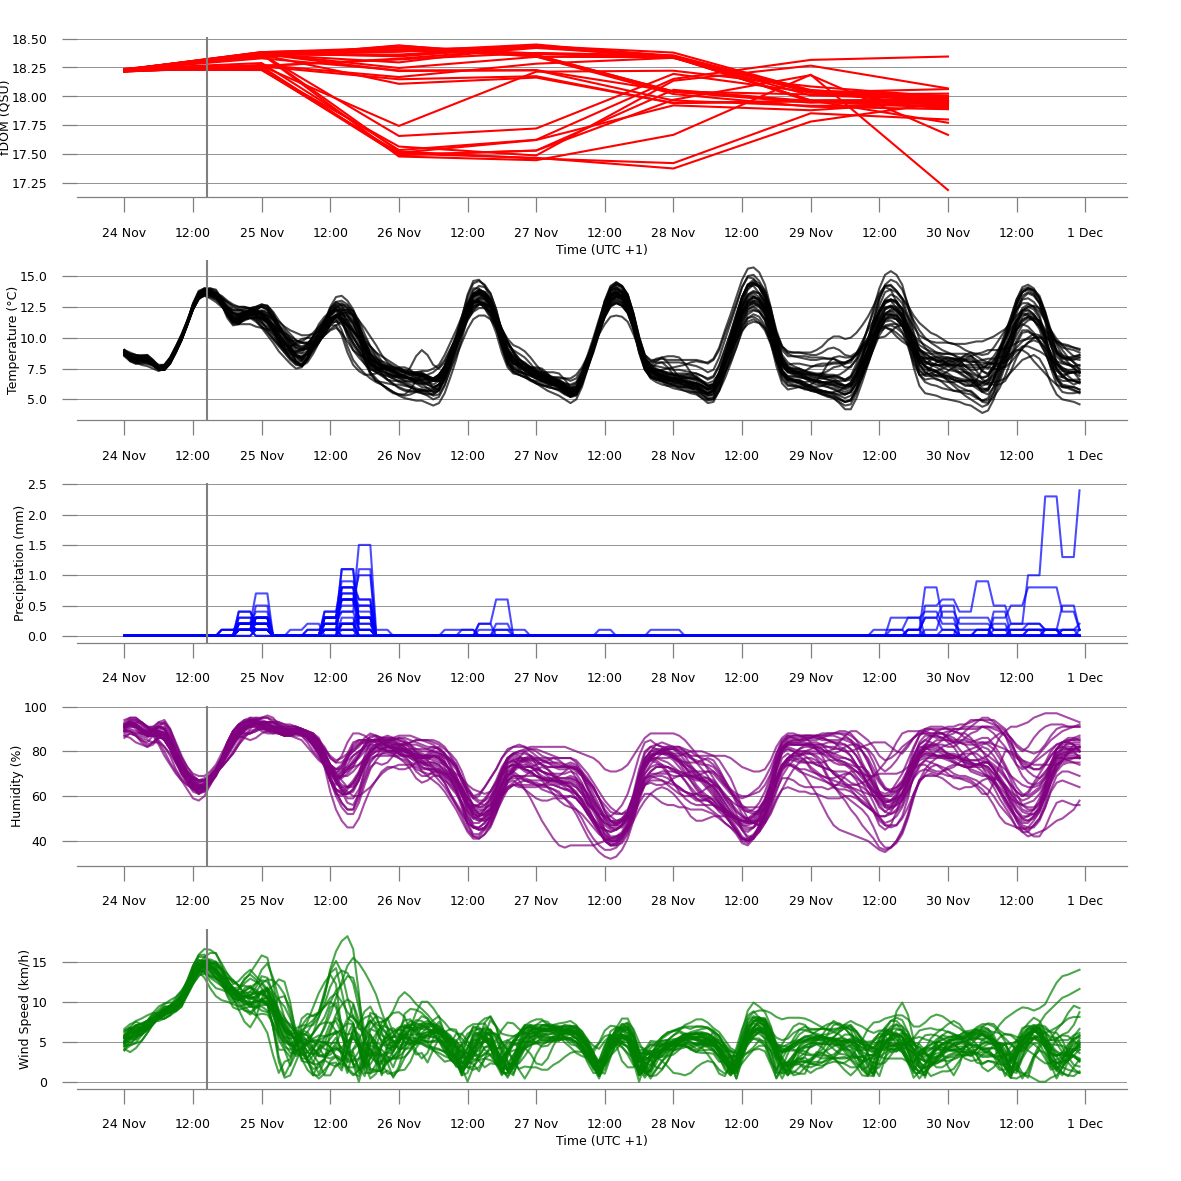 18.50
18.25
18.00
17.75
17.50
17.25
fDOM (QSU)
24 Nov 12:00 25 Nov 12:00 26 Nov 12:00 27 Nov 12:00 28 Nov 12:00 29 Nov 12:00 30 Nov 12:00 1 Dec
Time (UTC +1)
15.0
12.5
10.0
7.5
5.0
Temperature (°C)
24 Nov 12:00 25 Nov 12:00 26 Nov 12:00 27 Nov 12:00 28 Nov 12:00 29 Nov 12:00 30 Nov 12:00 1 Dec
2.5
2.0
1.5
1.0
0.5
0.0
Precipitation (mm)
24 Nov 12:00 25 Nov 12:00 26 Nov 12:00 27 Nov 12:00 28 Nov 12:00 29 Nov 12:00 30 Nov 12:00 1 Dec
100
80
60
40
Humidity (%)
24 Nov 12:00 25 Nov 12:00 26 Nov 12:00 27 Nov 12:00 28 Nov 12:00 29 Nov 12:00 30 Nov 12:00 1 Dec
15
10
5
0
Wind Speed (km/h)
24 Nov 12:00 25 Nov 12:00 26 Nov 12:00 27 Nov 12:00 28 Nov 12:00 29 Nov 12:00 30 Nov 12:00 1 Dec
Time (UTC +1)